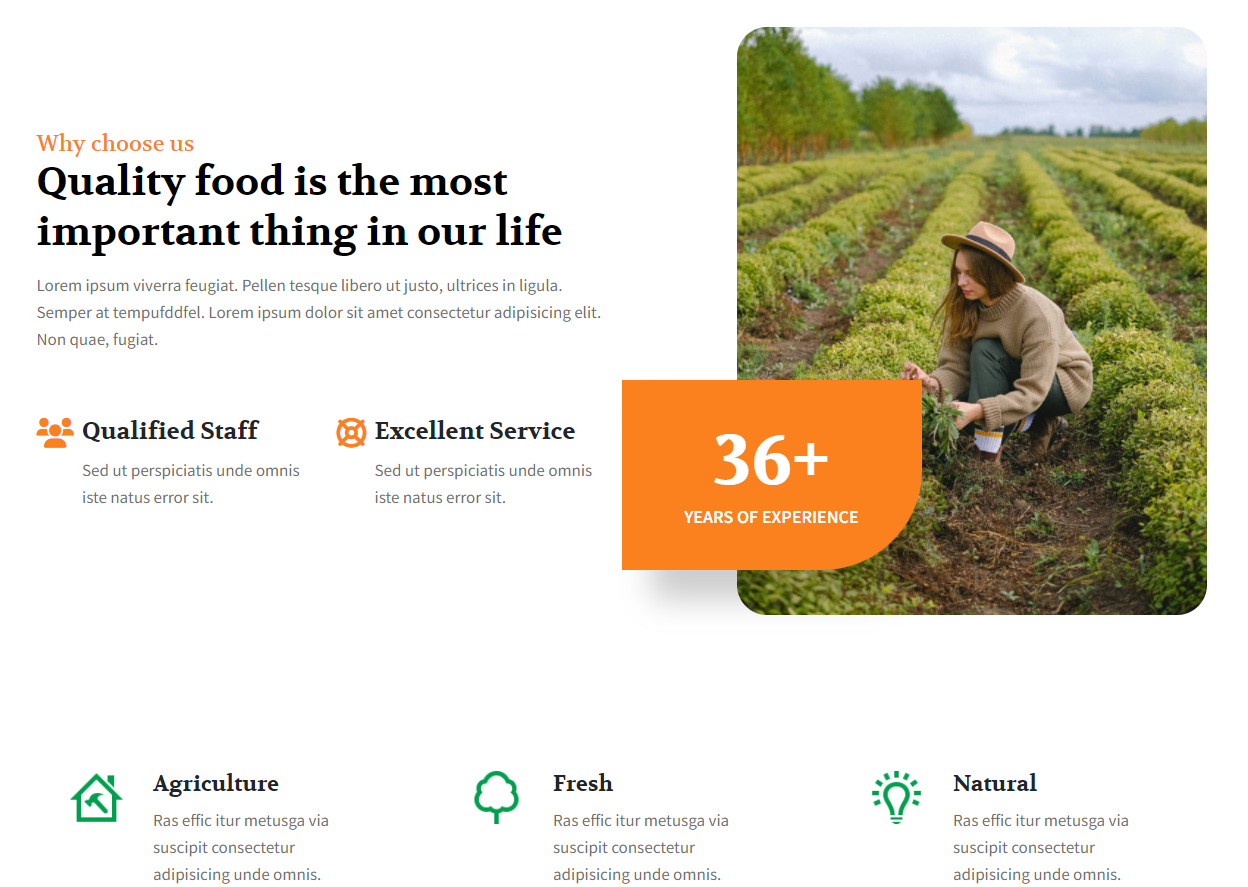 Why choose us
Quality food is the most
important thing in our life
Lorem ipsum viverra feugiat. Pellen tesque libero ut justo, ultrices in ligula.
Semper at tempufddfel. Lorem ipsum dolor sit amet consectetur adipisicing elit.
Non quae, fugiat.
Qualified Staff
Sed ut perspiciatis unde omnis
iste natus error sit.
Excellent Service
Sed ut perspiciatis unde omnis
iste natus error sit.
36+
YEARS OF EXPERIENCE
Agriculture
Ras effic itur metusga via
suscipit consectetur
adipisicing unde omnis.
Fresh
Ras effic itur metusga via
suscipit consectetur
adipisicing unde omnis.
Natural
Ras effic itur metusga via
suscipit consectetur
adipisicing unde omnis.